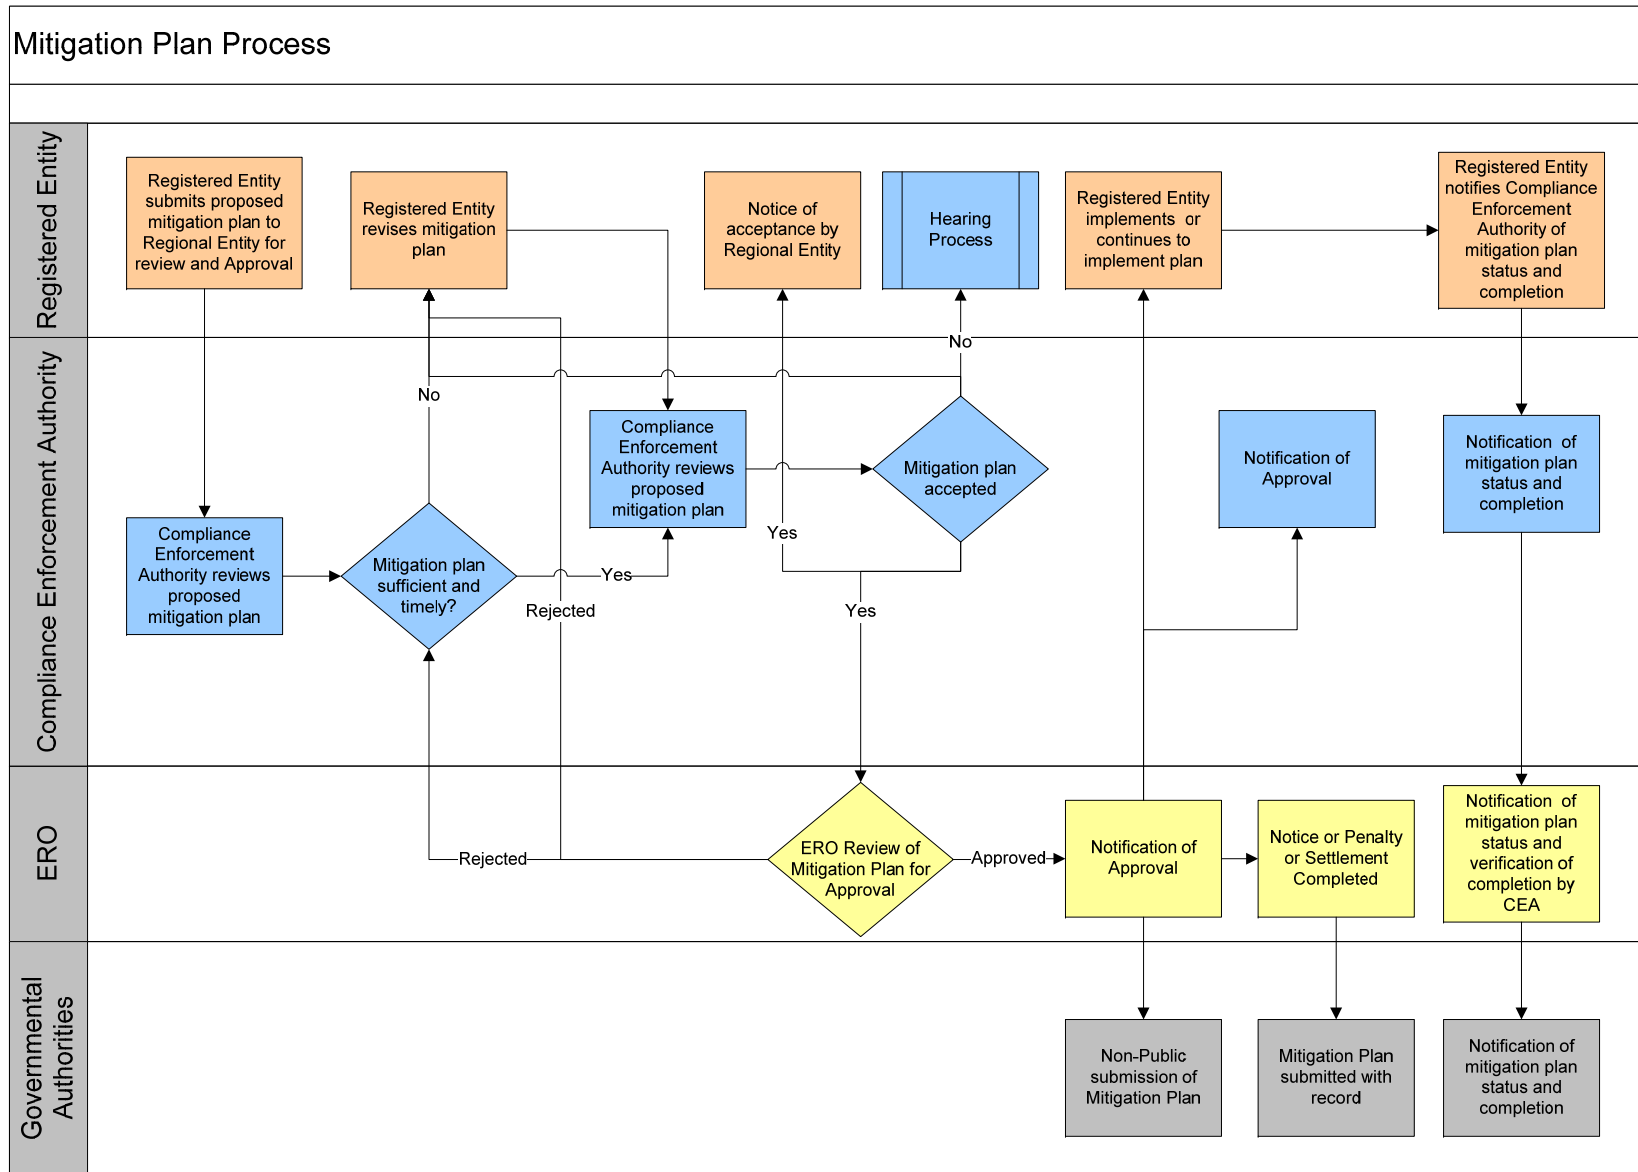 Mitigation Plan Process
Registered Entity
Registered Entity
submits proposed
mitigation plan to
Regional Entity for
review and Approval
Registered Entity
revises mitigation
plan
Notice of
acceptance by
Regional Entity
Hearing
Process
Registered Entity
implements or
continues to
implement plan
Registered Entity
notifies Compliance
Enforcement
Authority of
mitigation plan
status and
completion
Compliance Enforcement Authority
No
No
Compliance
Enforcement
Authority reviews
proposed
mitigation plan
Mitigation plan
accepted
Notification of
Approval
Notification of
mitigation plan
status and
completion
Compliance
Enforcement
Authority reviews
proposed
mitigation plan
Mitigation plan
sufficient and
timely?
Yes
Rejected
Yes
Yes
ERO
Rejected
ERO Review of
Mitigation Plan for
Approval
Approved
Notification of
Approval
Notice or Penalty
or Settlement
Completed
Notification of
mitigation plan
status and
verification of
completion by
CEA
Governmental
Authorities
Non-Public
submission of
Mitigation Plan
Mitigation Plan
submitted with
record
Notification of
mitigation plan
status and
completion